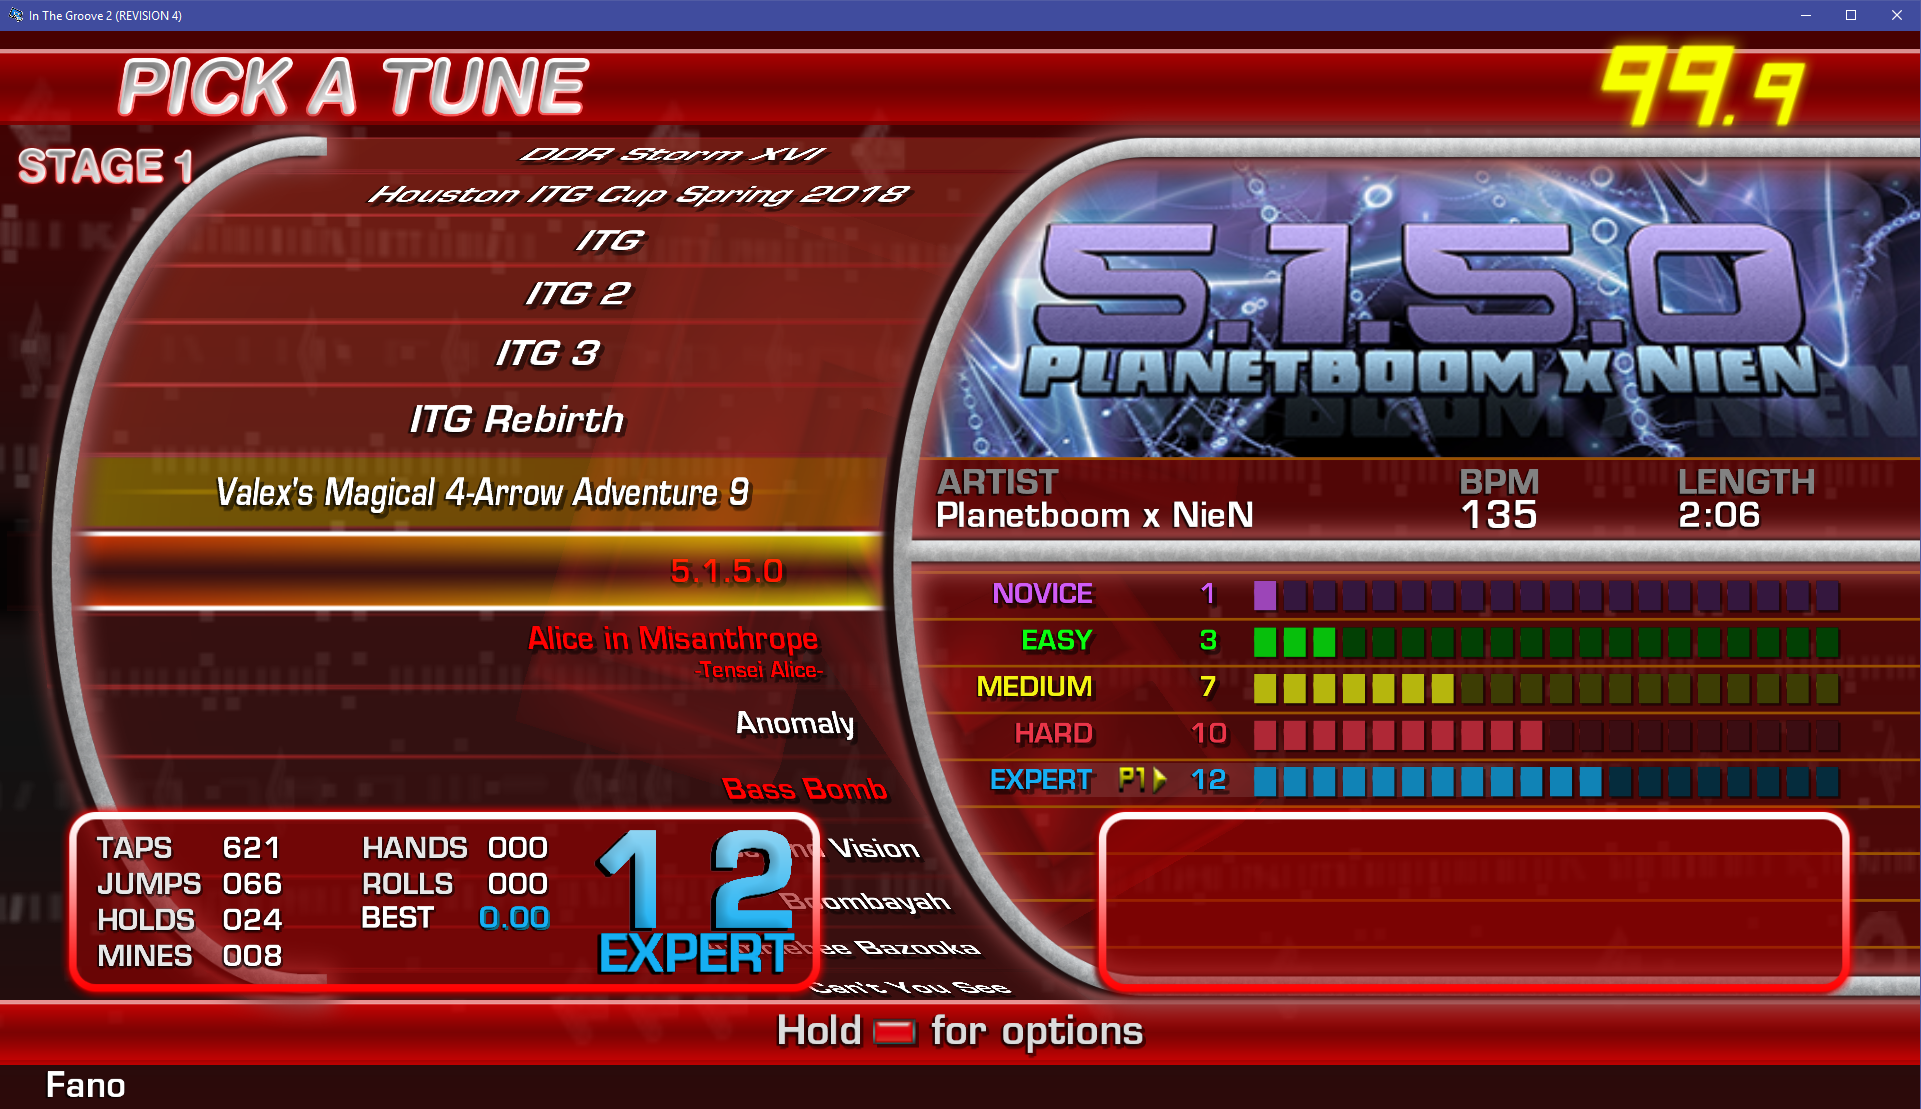 In The Groove 2 (REVISION 4)
PICK A TUNE
99.9
STAGE 1
DDR Storm XVI
Houston ITG Cup Spring 2018
ITG
ITG 2
ITG 3
ITG Rebirth
Valex's Magical 4-Arrow Adventure 9
5.1.5.0
Alice in Misanthrope
-Tensei Alice-
Anomaly
Bass Bomb
Vision
Boombayah
Bazooka
Can't You See
5.1.5.0
PLANETBOOM X NIEN
ARTIST BPM LENGTH
Planetboom x NieN 135 2:06
NOVICE 1
EASY 3
MEDIUM 7
HARD 10
EXPERT P1 12
TAPS 621 HANDS 000
JUMPS 066 ROLLS 000
HOLDS 024 BEST 0.00
MINES 008
12
EXPERT
Hold for options
Fano